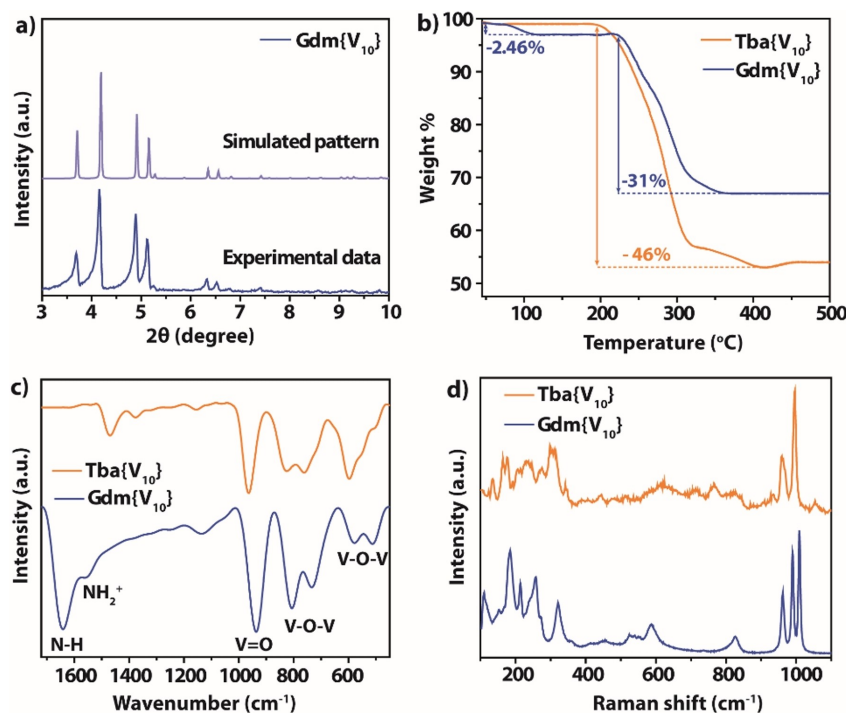 a)
Gdm{V₁₀}
Simulated pattern
Experimental data
Intensity (a.u.)
3 4 5 6 7 8 9 10
2θ (degree)
b)
100
90
80
70
60
50
Weight %
-2.46%
Tba{V₁₀}
Gdm{V₁₀}
-31%
- 46%
100 200 300 400 500
Temperature (°C)
c)
Tba{V₁₀}
Gdm{V₁₀}
V-O-V
NH₂⁺
V-O-V
N-H
V=O
1600 1400 1200 1000 800 600
Wavenumber (cm⁻¹)
d)
Tba{V₁₀}
Gdm{V₁₀}
Intensity (a.u.)
200 400 600 800 1000
Raman shift (cm⁻¹)